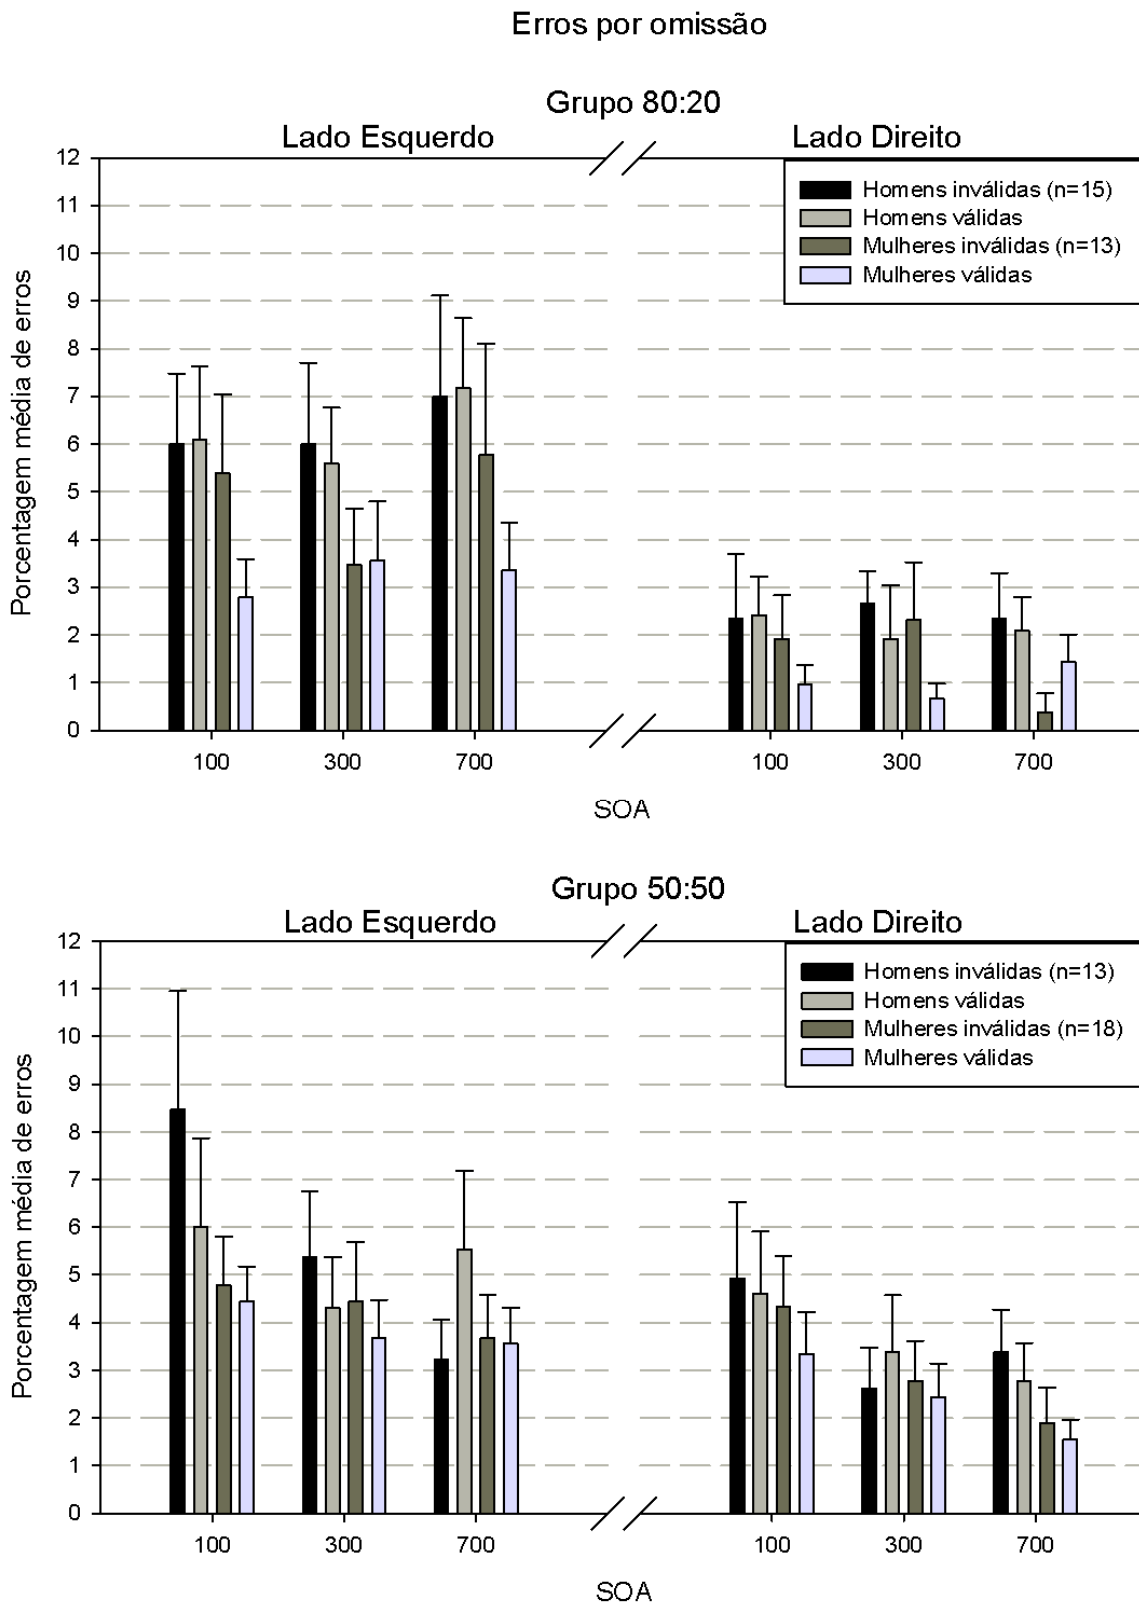 Erros por omissão
Grupo 80:20
Lado Esquerdo
Lado Direito
Porcentagem média de erros
12
11
10
9
8
7
6
5
4
3
2
1
0
Homens inválidas (n=15)
Homens válidas
Mulheres inválidas (n=13)
Mulheres válidas
100 300 700 100 300 700
SOA
Grupo 50:50
Lado Esquerdo
Lado Direito
Porcentagem média de erros
12
11
10
9
8
7
6
5
4
3
2
1
0
Homens inválidas (n=13)
Homens válidas
Mulheres inválidas (n=18)
Mulheres válidas
100 300 700 100 300 700
SOA